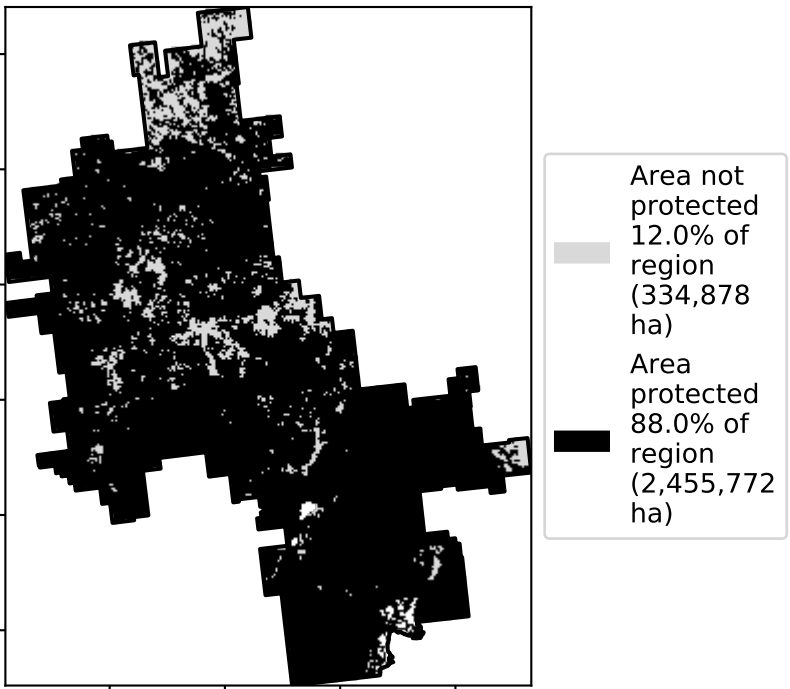 Area not
protected
12.0% of
region
(334,878
ha)
Area
protected
88.0% of
region
(2,455,772
ha)